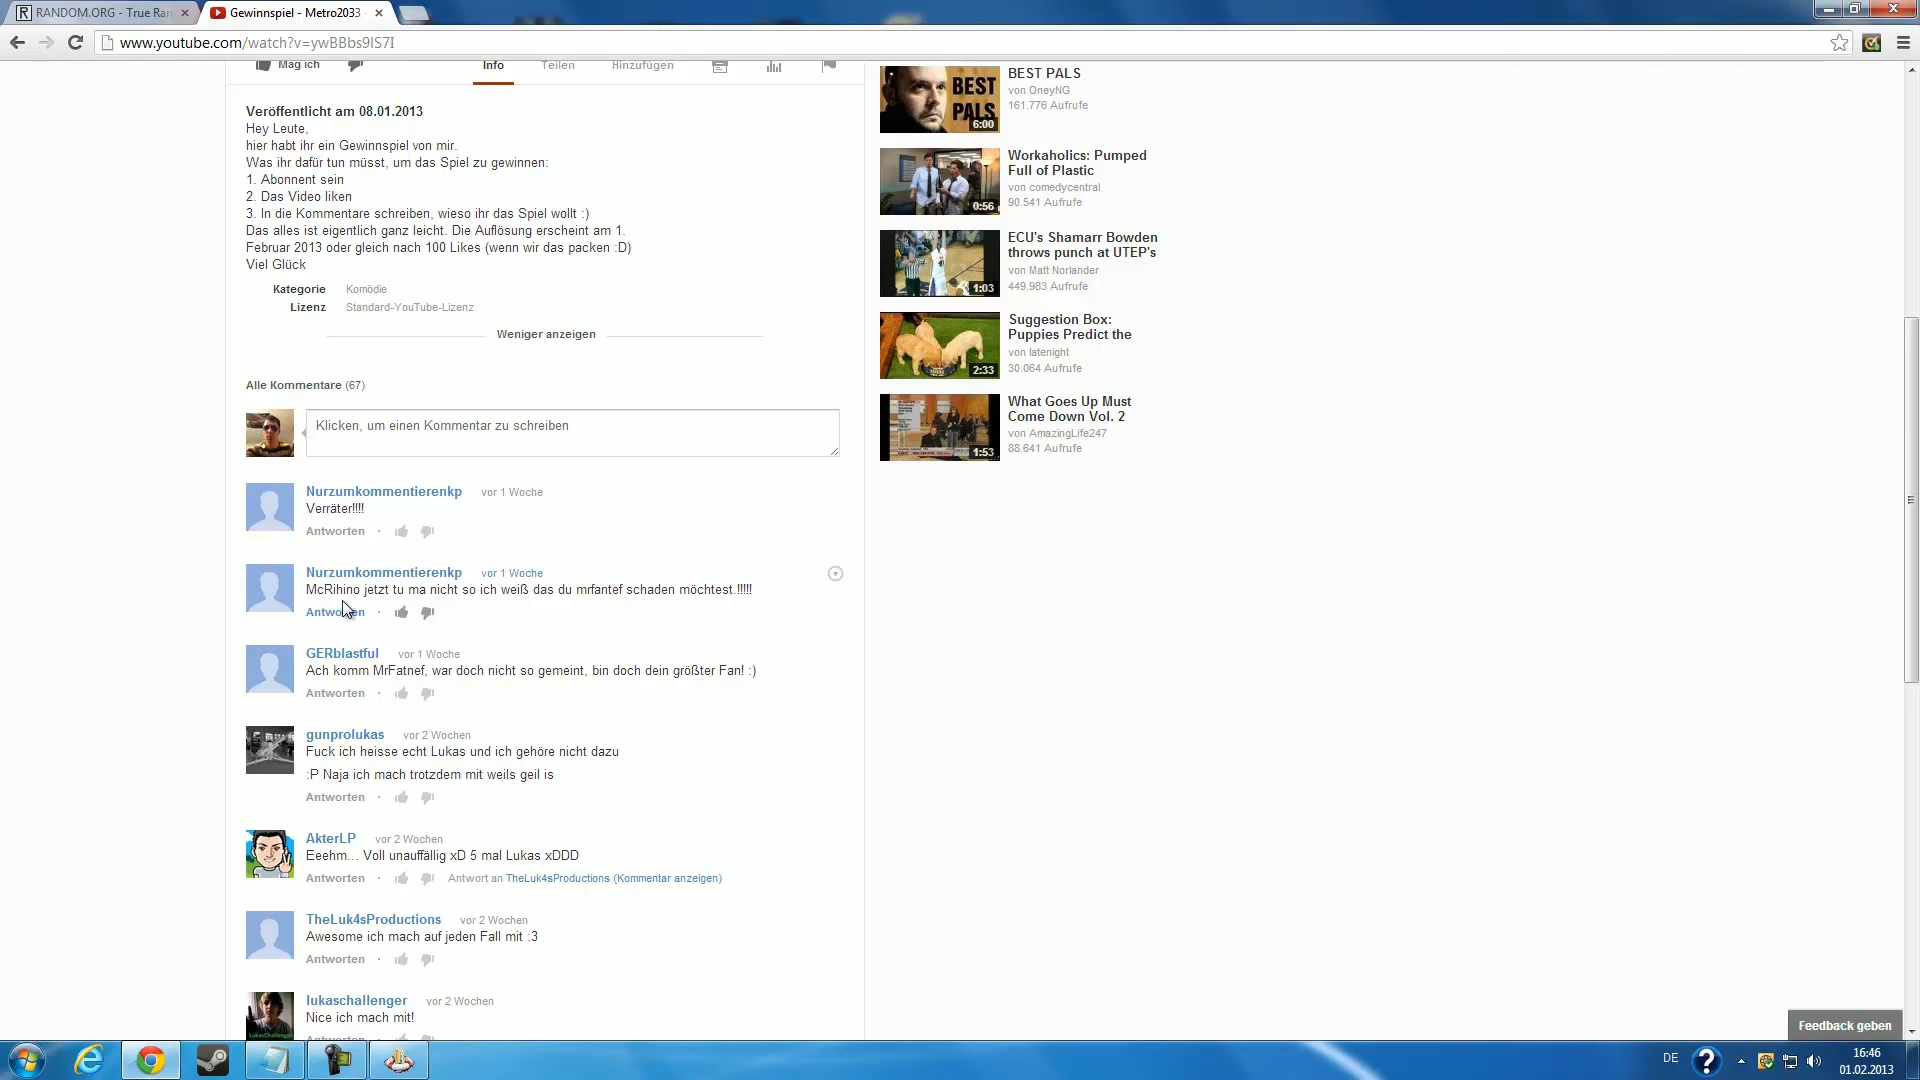 RANDOM.ORG - True Ran
Gewinnspiel - Metro2033
www.youtube.com/watch?v=ywBBbs9IS7I
Mag ich
Info
Teilen
Hinzufügen
Veröffentlicht am 08.01.2013
Hey Leute,
hier habt ihr ein Gewinnspiel von mir.
Was ihr dafür tun müsst, um das Spiel zu gewinnen:
1. Abonnent sein
2. Das Video liken
3. In die Kommentare schreiben, wieso ihr das Spiel wollt :)
Das alles ist eigentlich ganz leicht. Die Auflösung erscheint am 1.
Februar 2013 oder gleich nach 100 Likes (wenn wir das packen :D)
Viel Glück
Kategorie Komödie
Lizenz Standard-YouTube-Lizenz
Weniger anzeigen
Alle Kommentare (67)
Klicken, um einen Kommentar zu schreiben
Nurzumkommentierenkp vor 1 Woche
Verräter!!!!
Antworten ·
Nurzumkommentierenkp vor 1 Woche
McRihino jetzt tu ma nicht so ich weiß das du mrfantef schaden möchtest.!!!!!
Antworten ·
GERblastful vor 1 Woche
Ach komm MrFatnef, war doch nicht so gemeint, bin doch dein größter Fan! :)
Antworten ·
gunprolukas vor 2 Wochen
Fuck ich heisse echt Lukas und ich gehöre nicht dazu
:P Naja ich mach trotzdem mit weils geil is
Antworten ·
AkterLP vor 2 Wochen
Eeehm... Voll unauffällig xD 5 mal Lukas xDDD
Antworten · Antwort an TheLuk4sProductions (Kommentar anzeigen)
TheLuk4sProductions vor 2 Wochen
Awesome ich mach auf jeden Fall mit :3
Antworten ·
lukaschallenger vor 2 Wochen
Nice ich mach mit!
Antworten
BEST PALS
6:00
BEST PALS
von OneyNG
161.776 Aufrufe
0:56
Workaholics: Pumped
Full of Plastic
von comedycentral
90.541 Aufrufe
1:03
ECU's Shamarr Bowden
throws punch at UTEP's
von Matt Norlander
449.983 Aufrufe
2:33
Suggestion Box:
Puppies Predict the
von latenight
30.064 Aufrufe
1:53
What Goes Up Must
Come Down Vol. 2
von AmazingLife247
88.641 Aufrufe
Feedback geben
DE
16:46
01.02.2013